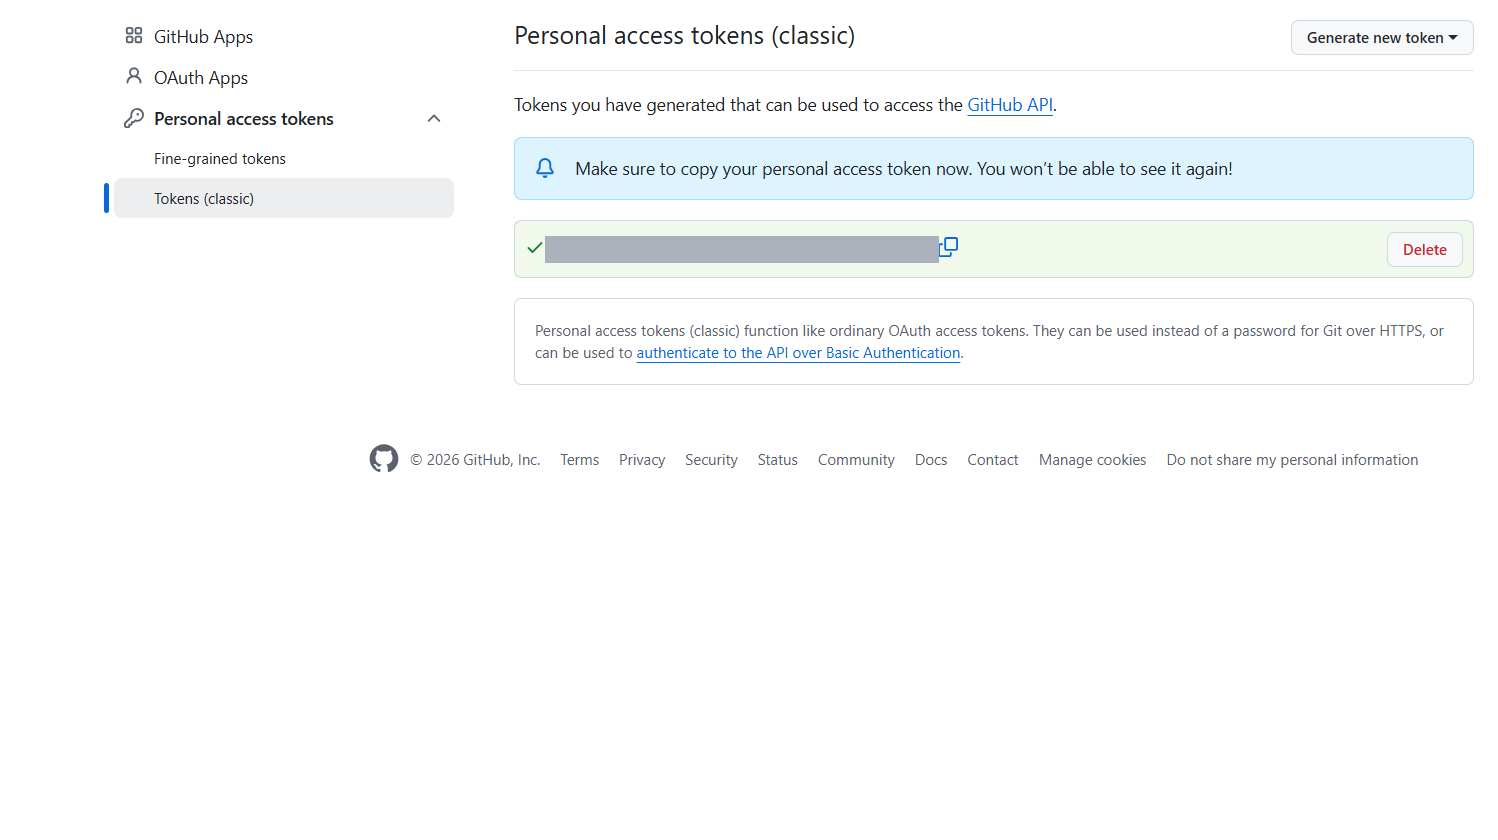 GitHub Apps
OAuth Apps
Personal access tokens
Fine-grained tokens
Tokens (classic)
Personal access tokens (classic)
Generate new token
Tokens you have generated that can be used to access the GitHub API.
Make sure to copy your personal access token now. You won’t be able to see it again!
Delete
Personal access tokens (classic) function like ordinary OAuth access tokens. They can be used instead of a password for Git over HTTPS, or
can be used to authenticate to the API over Basic Authentication.
© 2026 GitHub, Inc. Terms Privacy Security Status Community Docs Contact Manage cookies Do not share my personal information